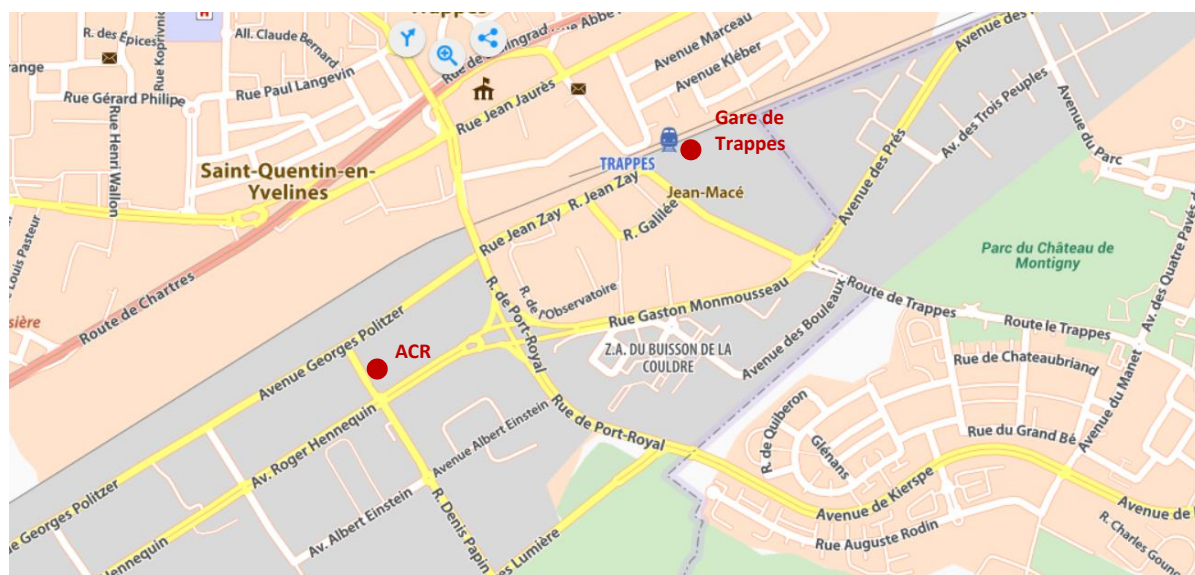 R. des Épices
Rue Koprivnic
All. Claude Bernard
Avenue Marceau
Avenue Kléber
Avenue des
Rue Paul Langevin
Rue Gérard Philipe
Rue Henri Wallon
Rue Jean Jaurès
Gare de
Trappes
TRAPPES
Av. des Trois Peuples
Avenue du Parc
Saint-Quentin-en-
Yvelines
Jean-Macé
Rue Jean Zay
R. Jean Zay
R. Galilée
Avenue des Prés
Louis Pasteur
Route de Chartres
sière
Parc du Château de
Montigny
Av. des Quatre Pavés d
R. de Port-Royal
R. de l'Observatoire
Rue Gaston Monmousseau
Avenue des Bouleaux
Route de Trappes
Route le Trappes
Avenue Georges Politzer
ACR
Z.A. DU BUISSON DE LA
COULDRE
Rue de Chateaubriand
Avenue du Manet
Av. Roger Hennequin
Avenue Albert Einstein
Rue de Port-Royal
R. de Quiberon
Glénans
Rue du Grand Bé
e Georges Politzer
Av. Albert Einstein
R Denis Papin
Avenue de Kierspe
Avenue de
Hennequin
es Lumière
Rue Auguste Rodin
R. Charles Gouno